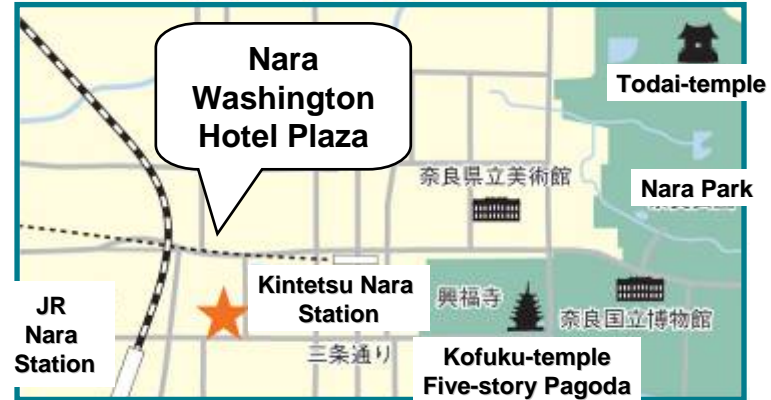 Nara
Washington
Hotel Plaza
Todai-temple
奈良県立美術館
Nara Park
Kintetsu Nara
Station
JR
Nara
Station
興福寺
奈良国立博物館
三条通り
Kofuku-temple
Five-story Pagoda